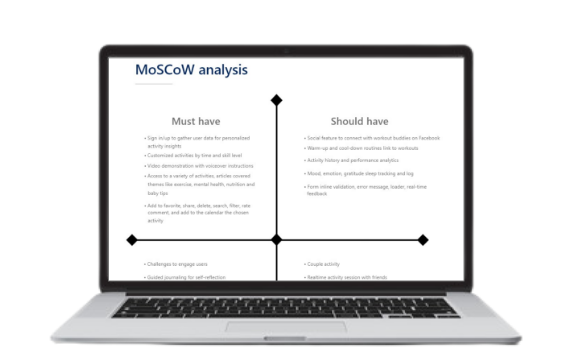 MoSCoW analysis
Must have
• Sign in/up to gather user data for personalized
activity insights
• Customized activities by time and skill level
• Video demonstration with voiceover instructions
• Access to a variety of activities, articles covered
themes like exercise, mental health, nutrition and
baby tips
• Add to favorite, share, delete, search, filter, rate
comment, and add to the calendar the chosen
activity
Should have
• Social feature to connect with workout buddies on Facebook
• Warm-up and cool down routines link to workouts
• Activity history and performance analytics
• Mood, emotion, gratitude sleep tracking and log
• Form inline validation, error message, loader, real-time
feedback
• Challenges to engage users
• Guided journaling for self-reflection
• Couple activity
• Realtime activity session with friends